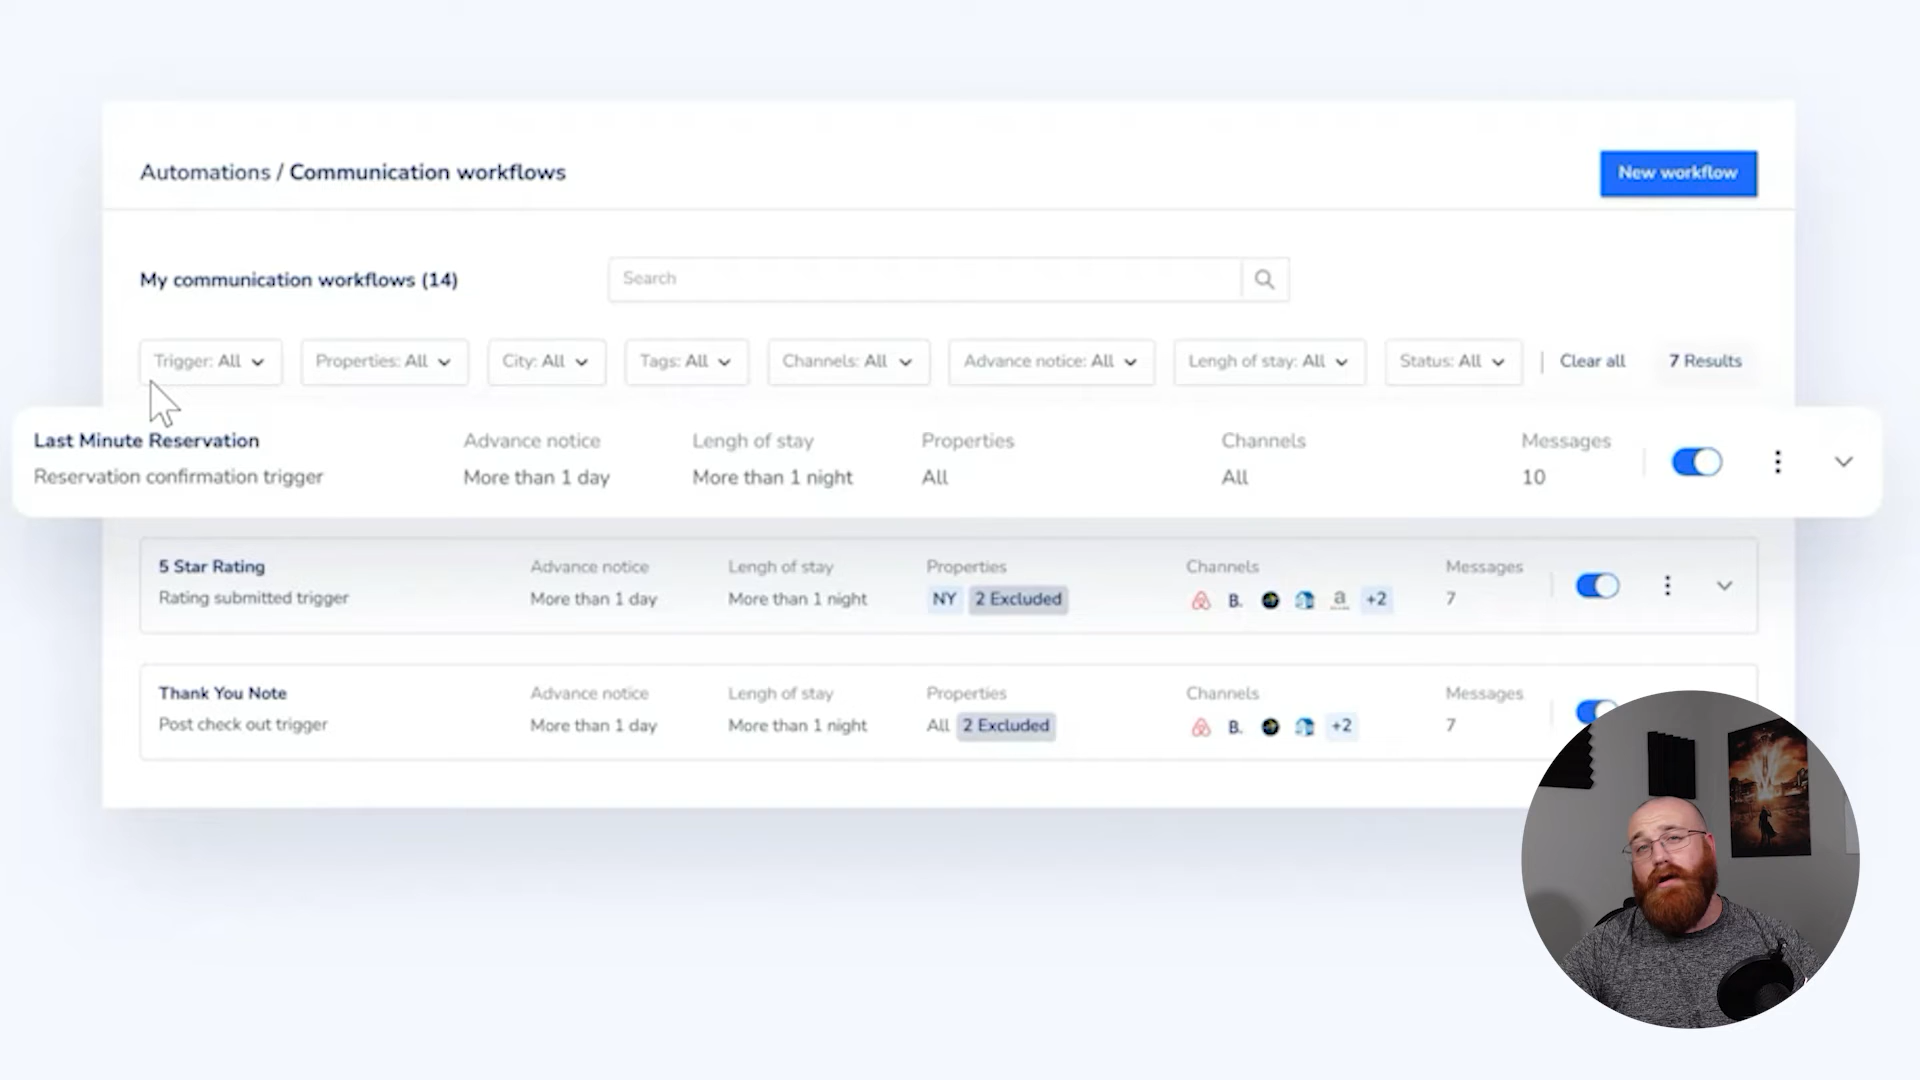 Automations / Communication workflows
New workflow
My communication workflows (14)
Search
Trigger: All
Properties: All
City: All
Tags: All
Channels: All
Advance notice: All
Lengh of stay: All
Status: All
Clear all
7 Results
Last Minute Reservation
Reservation confirmation trigger
Advance notice
More than 1 day
Lengh of stay
More than 1 night
Properties
All
Channels
All
Messages
10
5 Star Rating
Rating submitted trigger
Advance notice
More than 1 day
Lengh of stay
More than 1 night
Properties
NY 2 Excluded
Channels
B. a +2
Messages
7
Thank You Note
Post check out trigger
Advance notice
More than 1 day
Lengh of stay
More than 1 night
Properties
All 2 Excluded
Channels
B. +2
Messages
7